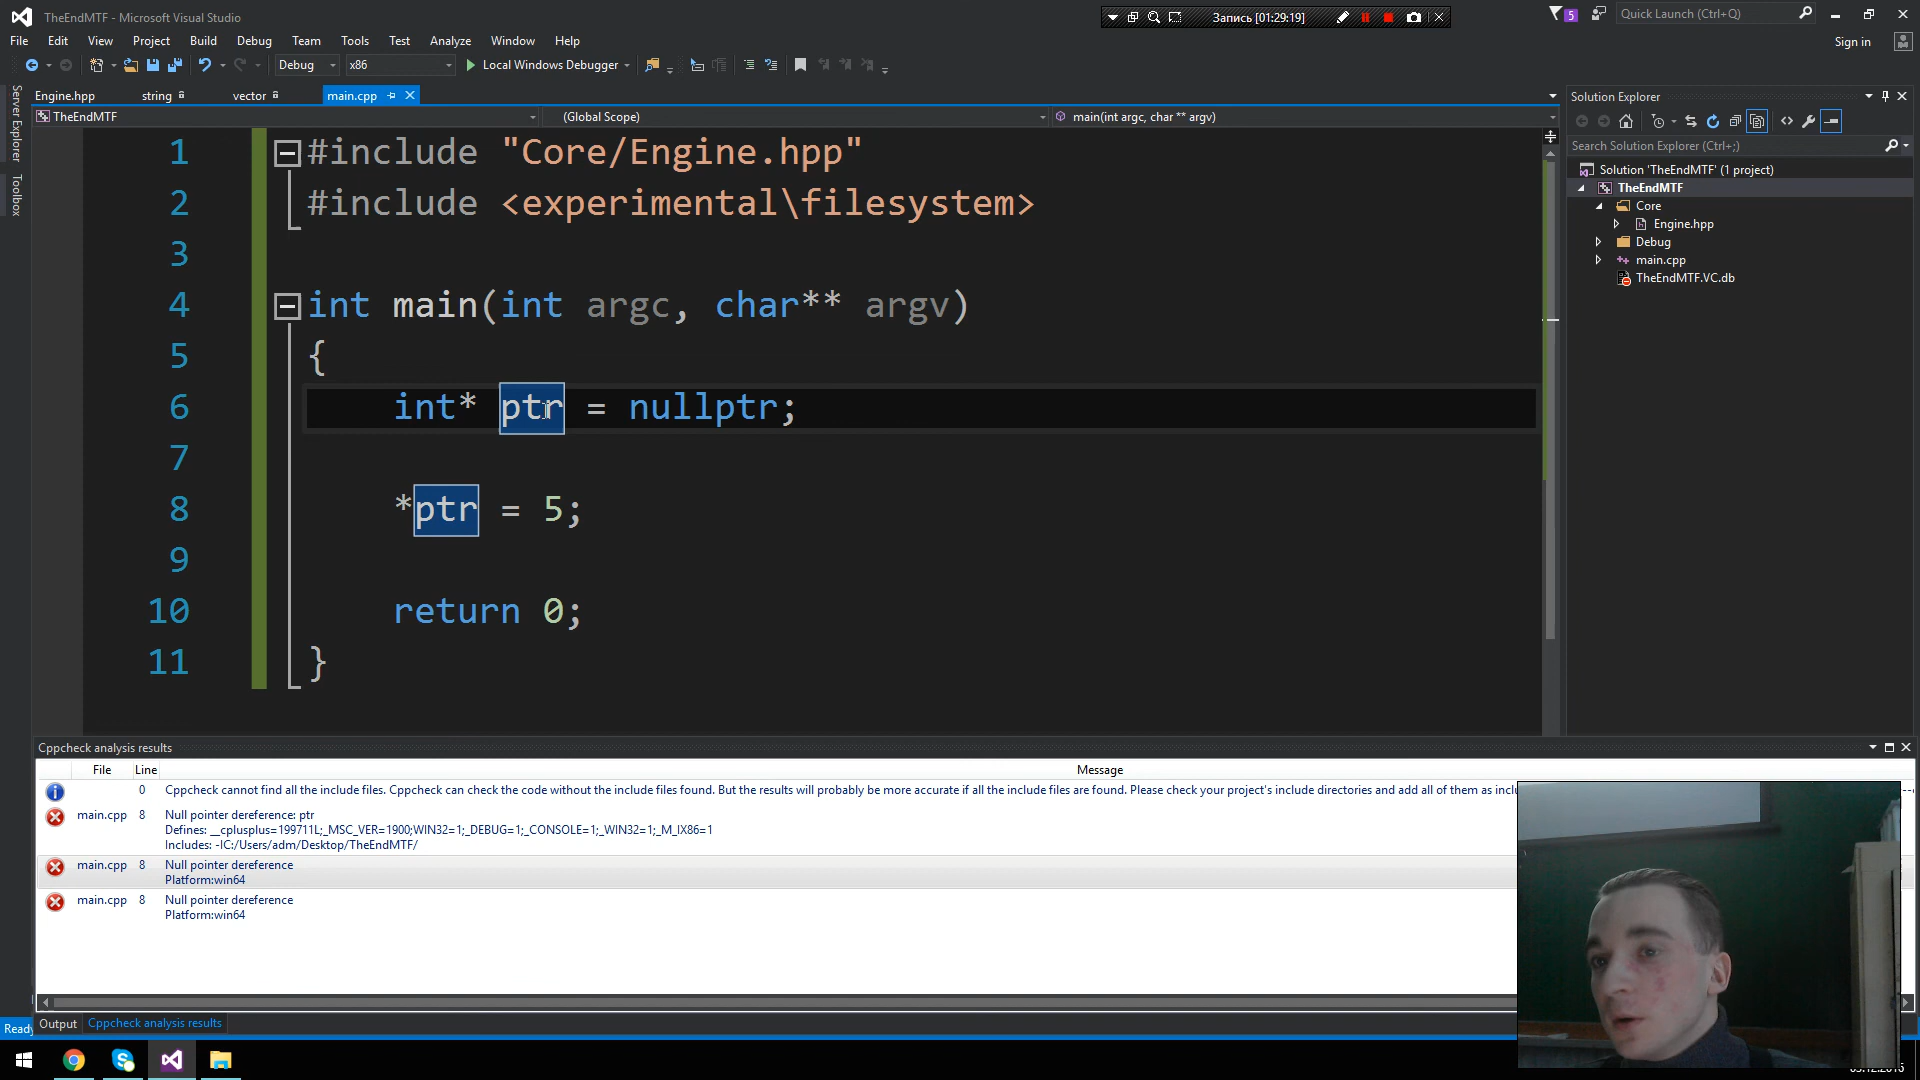 TheEndMTF - Microsoft Visual Studio
Запись [01:29:19]
5
Quick Launch (Ctrl+Q)
File Edit View Project Build Debug Team Tools Test Analyze Window Help
Sign in
Debug x86 Local Windows Debugger
Server Explorer
Toolbox
Engine.hpp string vector main.cpp
TheEndMTF (Global Scope) main(int argc, char ** argv)
1 #include "Core/Engine.hpp"
2 #include <experimental\filesystem>
3
4 int main(int argc, char** argv)
5 {
6 int* ptr = nullptr;
7
8 *ptr = 5;
9
10 return 0;
11 }
Solution Explorer
Search Solution Explorer (Ctrl+;)
Solution 'TheEndMTF' (1 project)
TheEndMTF
Core
Engine.hpp
Debug
main.cpp
TheEndMTF.VC.db
Cppcheck analysis results
File Line Message
0 Cppcheck cannot find all the include files. Cppcheck can check the code without the include files found. But the results will probably be more accurate if all the include files are found. Please check your project's include directories and add all of them as
main.cpp 8 Null pointer dereference: ptr
Defines: __cplusplus=199711L;_MSC_VER=1900;WIN32=1;_DEBUG=1;_CONSOLE=1;_WIN32=1;_M_IX86=1
Includes: -IC:/Users/adm/Desktop/TheEndMTF/
main.cpp 8 Null pointer dereference
Platform:win64
main.cpp 8 Null pointer dereference
Platform:win64
Output Cppcheck analysis results
Ready